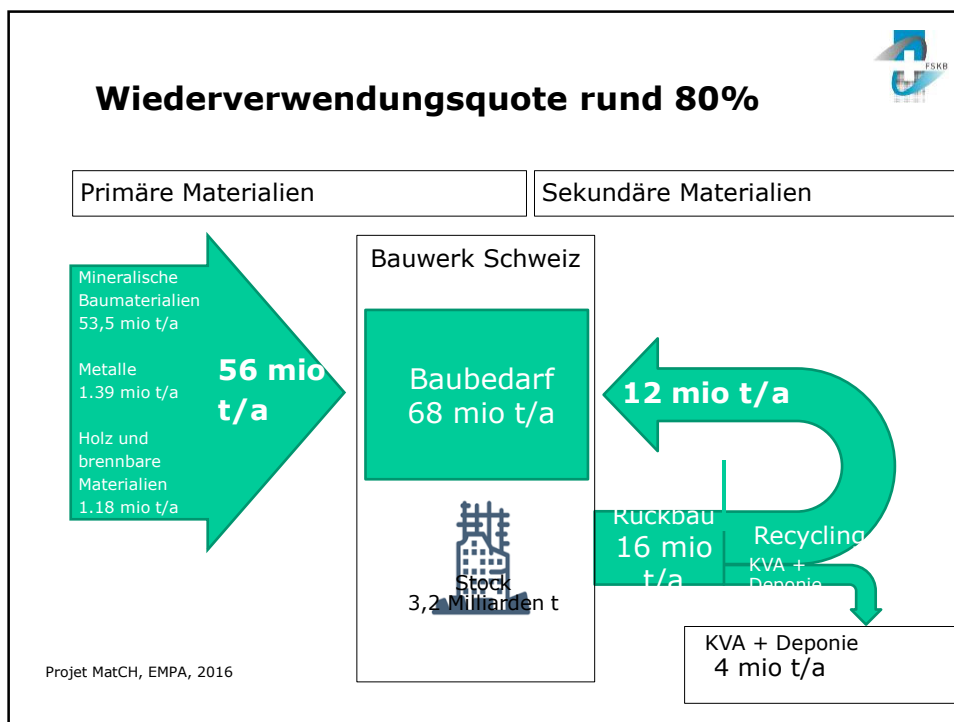 FSKB
Wiederverwendungsquote rund 80%
Primäre Materialien
Sekundäre Materialien
Mineralische
Baumaterialien
53,5 mio t/a
Metalle
1.39 mio t/a
Holz und
brennbare
Materialien
1.18 mio t/a
56 mio
t/a
Bauwerk Schweiz
Baubedarf
68 mio t/a
Stock
3,2 Milliarden t
12 mio t/a
Rückbau
16 mio
t/a
Recycling
KVA +
Deponie
KVA + Deponie
4 mio t/a
Projet MatCH, EMPA, 2016